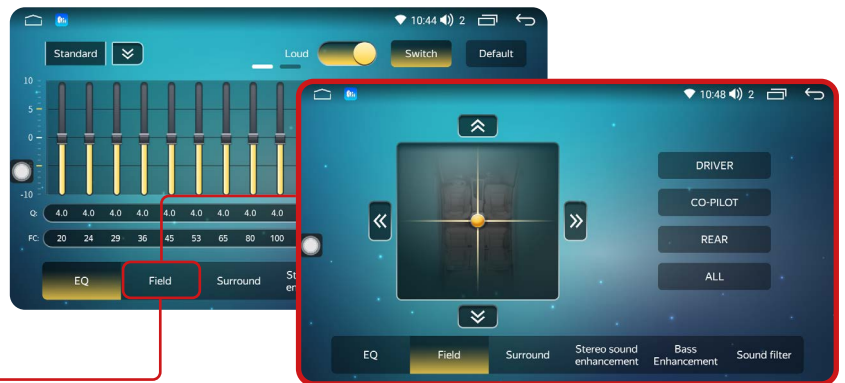 10:44 2
Standard
Loud
Switch
Default
10
5
0
-10
Q: 4.0 4.0 4.0 4.0 4.0 4.0 4.0 4.0 4.0
FC: 20 24 29 36 45 53 65 80 100
EQ
Field
Surround
10:48 2
DRIVER
CO-PILOT
REAR
ALL
EQ
Field
Surround
Stereo sound
enhancement
Bass
Enhancement
Sound filter